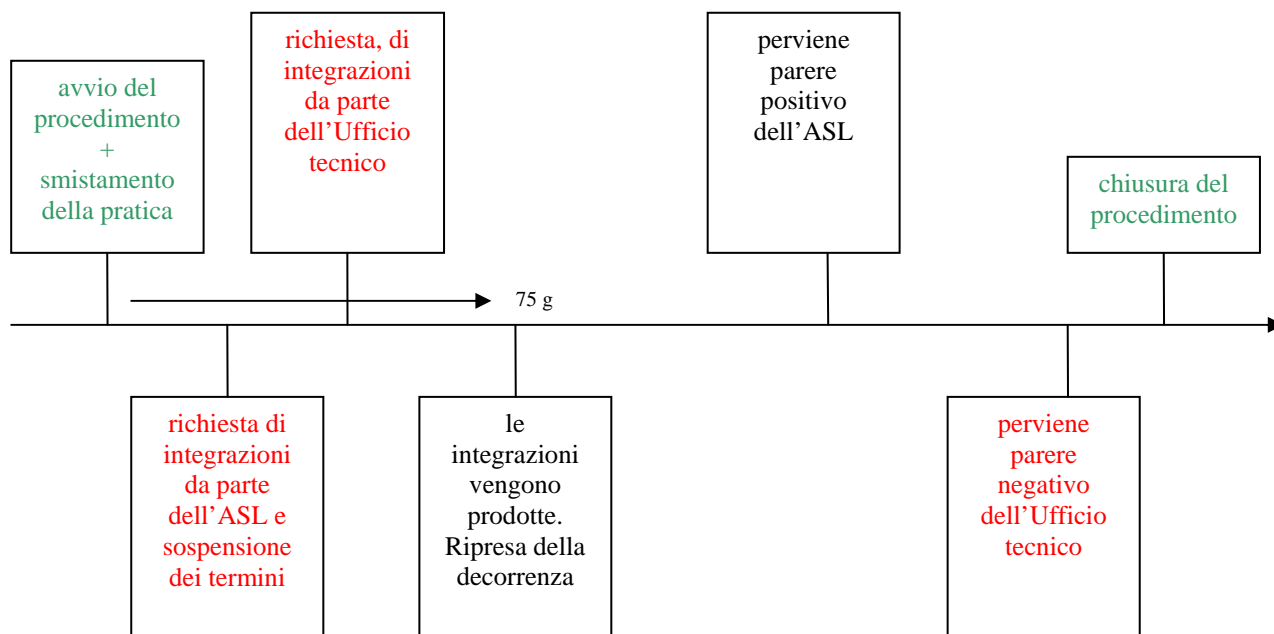 avvio del
procedimento
+
smistamento
della pratica
richiesta, di
integrazioni
da parte
dell’Ufficio
tecnico
perviene
parere
positivo
dell’ASL
chiusura del
procedimento
75 g
richiesta di
integrazioni
da parte
dell’ASL e
sospensione
dei termini
le
integrazioni
vengono
prodotte.
Ripresa della
decorrenza
perviene
parere
negativo
dell’Ufficio
tecnico